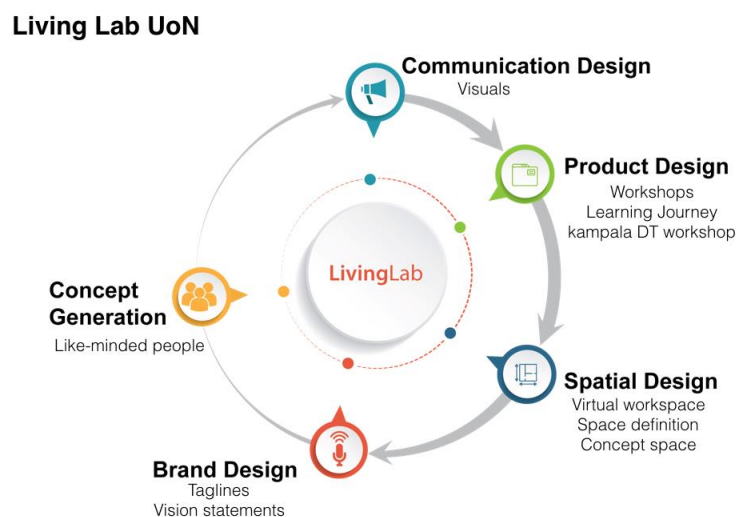 Living Lab UoN
Communication Design
Visuals
Product Design
Workshops
Learning Journey
kampala DT workshop
LivingLab
Concept
Generation
Like-minded people
Spatial Design
Virtual workspace
Space definition
Concept space
Brand Design
Taglines
Vision statements